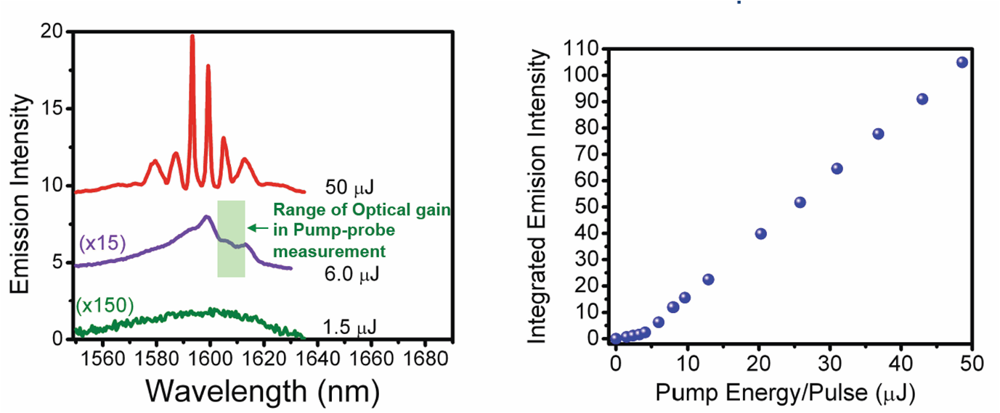 20
15
10
5
0
Emission Intensity
50 μJ
Range of Optical gain
in Pump-probe
measurement
(x15)
6.0 μJ
(x150)
1.5 μJ
1560 1580 1600 1620 1640 1660 1680
Wavelength (nm)
110
100
90
80
70
60
50
40
30
20
10
0
Integrated Emision Intensity
0 10 20 30 40 50
Pump Energy/Pulse (μJ)